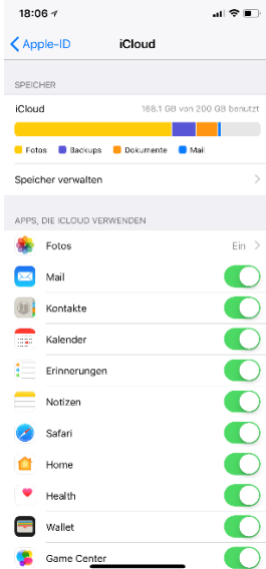 18:06
Apple-ID
iCloud
SPEICHER
iCloud 168.1 GB von 200 GB benutzt
Fotos Backups Dokumente Mail
Speicher verwalten
APPS, DIE ICLOUD VERWENDEN
Fotos Ein
Mail
Kontakte
Kalender
Erinnerungen
Notizen
Safari
Home
Health
Wallet
Game Center